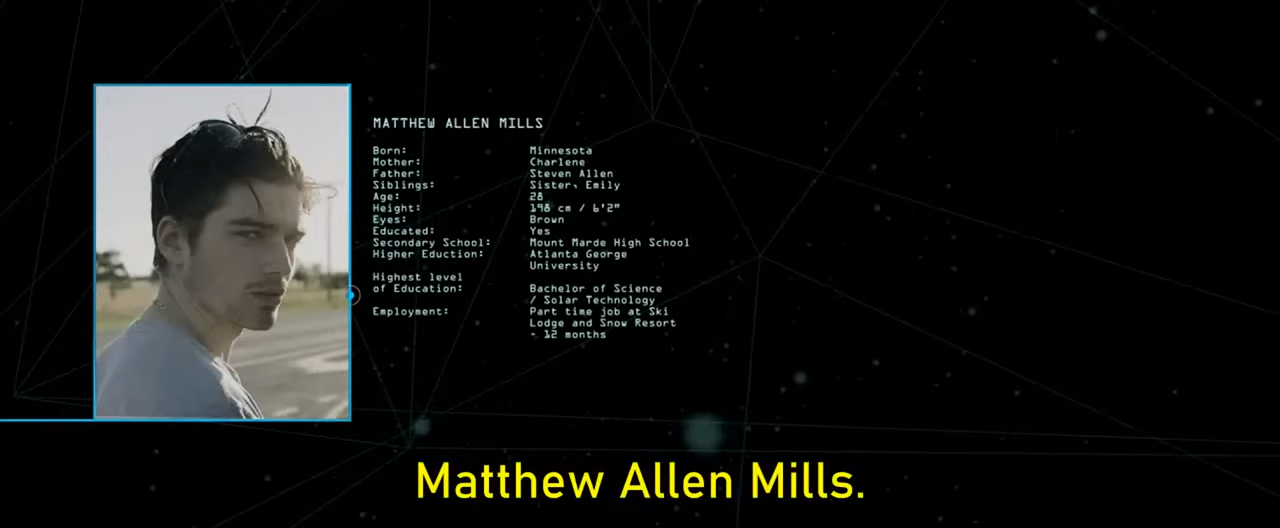 MATTHEW ALLEN MILLS
Born: Minnesota
Mother: Charlene
Father: Steven Allen
Siblings: Sister, Emily
Age: 28
Height: 198 cm / 6'2"
Eyes: Brown
Educated: Yes
Secondary School: Mount Marde High School
Higher Eduction: Atlanta George
University
Highest level
of Education: Bachelor of Science
/ Solar Technology
Employment: Part time job at Ski
Lodge and Snow Resort
- 12 months
Matthew Allen Mills.